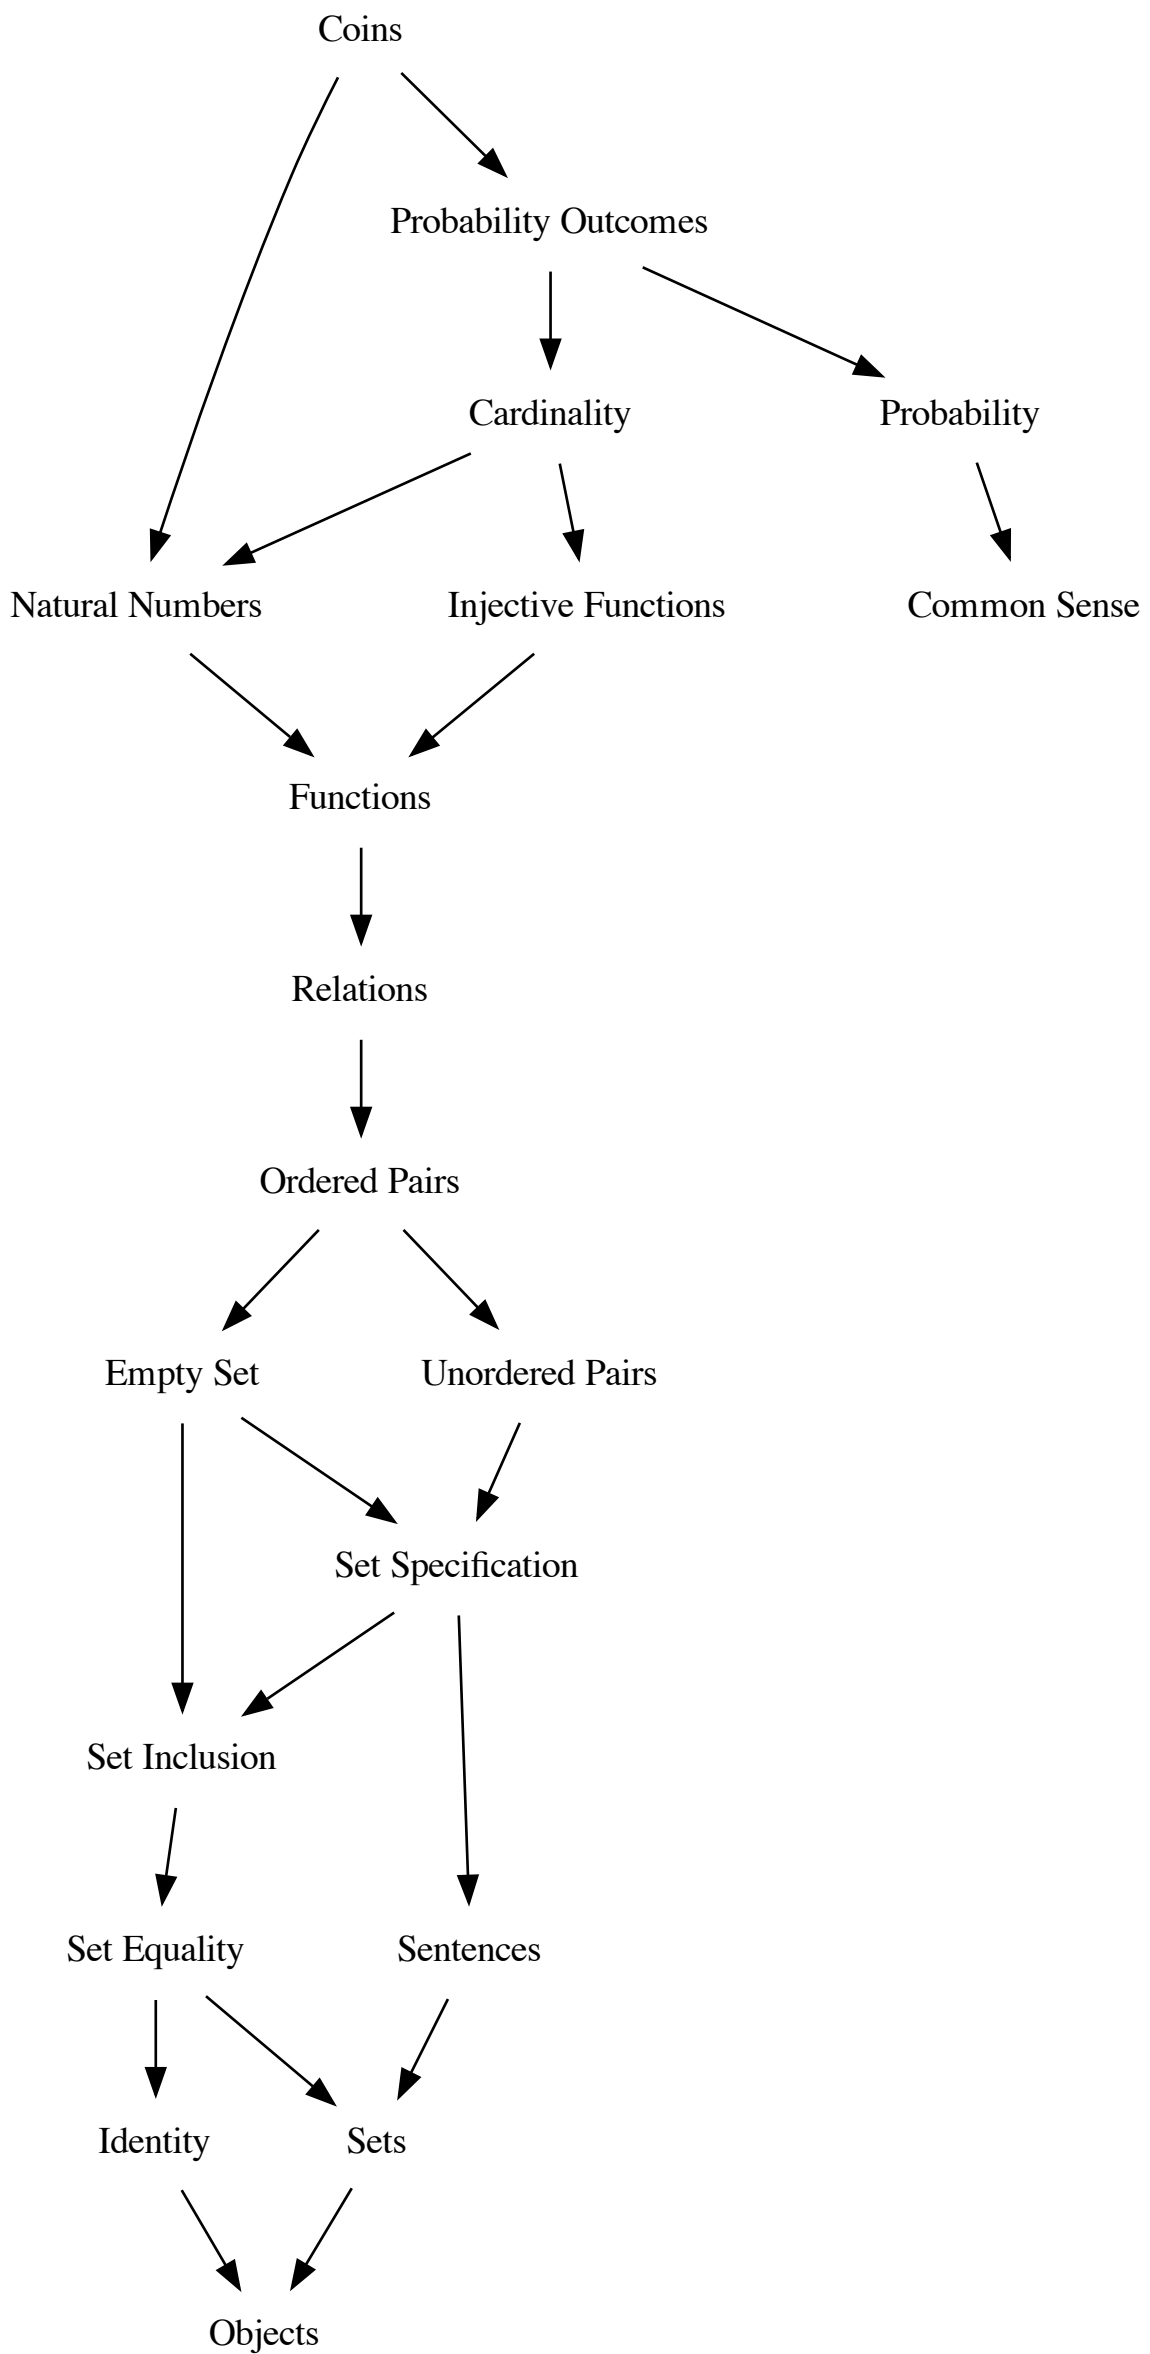 Coins
Probability Outcomes
Cardinality
Probability
Natural Numbers
Injective Functions
Common Sense
Functions
Relations
Ordered Pairs
Empty Set
Unordered Pairs
Set Specification
Set Inclusion
Set Equality
Sentences
Identity
Sets
Objects